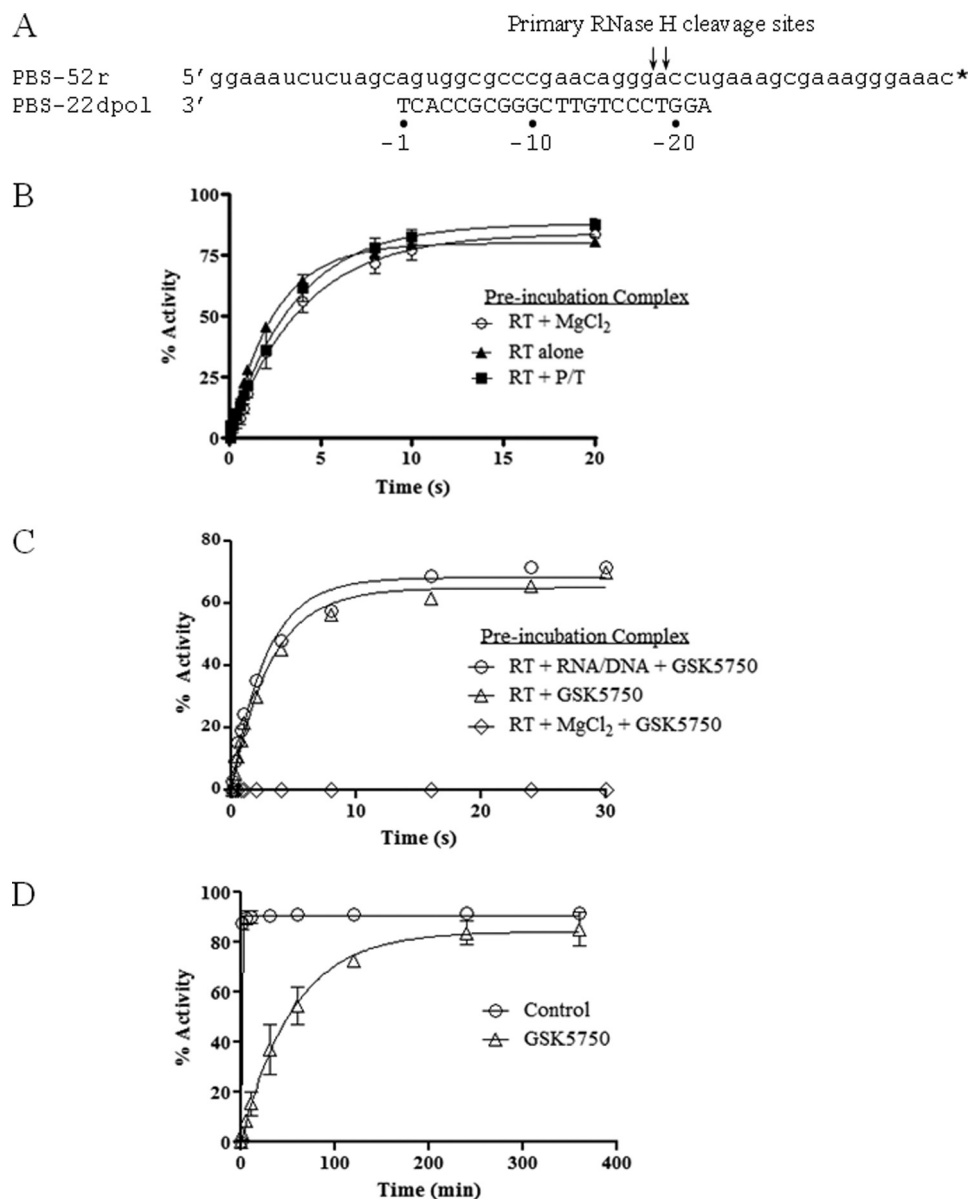 A
Primary RNase H cleavage sites
PBS-52r 5’ ggaaaucucuagcaguggcgcccgaacagggaccugaaagcgaaagggaaac*
PBS-22dpol 3’ TCACCGCGGGCTTGTCCCTGGA
-1 -10 -20
B
100
75
50
25
0
% Activity
Pre-incubation Complex
RT + MgCl2
RT alone
RT + P/T
0 5 10 15 20
Time (s)
C
80
60
40
20
0
% Activity
Pre-incubation Complex
RT + RNA/DNA + GSK5750
RT + GSK5750
RT + MgCl2 + GSK5750
0 10 20 30
Time (s)
D
100
80
60
40
20
0
% Activity
Control
GSK5750
0 100 200 300 400
Time (min)